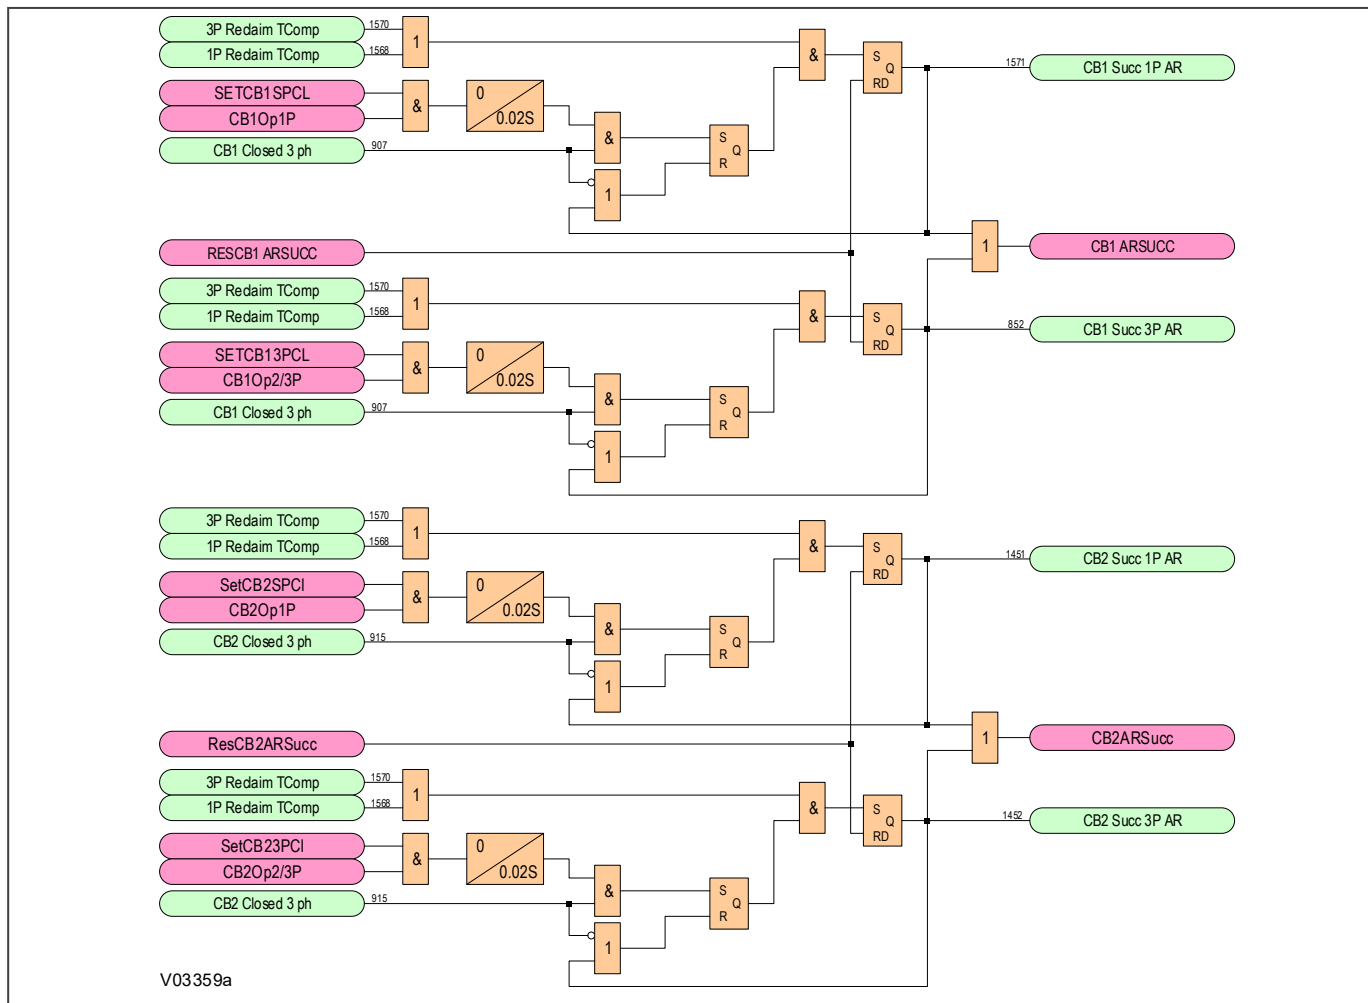 3P Redaim TComp 1570
1P Redaim TComp 1568
1
&
S
Q
RD
1571 CB1 Succ 1P AR
SETCB1SPCL
CB1Op1P
&
0
0.02S
CB1 Closed 3 ph 907
&
S
Q
R
1
RESCB1 ARSUCC
1
CB1 ARSUCC
3P Redaim TComp 1570
1P Redaim TComp 1568
1
&
S
Q
RD
852 CB1 Succ 3P AR
SETCB13PCL
CB1Op2/3P
&
0
0.02S
CB1 Closed 3 ph 907
&
S
Q
R
1
3P Redaim TComp 1570
1P Redaim TComp 1568
1
&
S
Q
RD
1451 CB2 Succ 1P AR
SetCB2SPCl
CB2Op1P
&
0
0.02S
CB2 Closed 3 ph 915
&
S
Q
R
1
ResCB2ARSucc
1
CB2ARSucc
3P Redaim TComp 1570
1P Redaim TComp 1568
1
&
S
Q
RD
1452 CB2 Succ 3P AR
SetCB23PCl
CB2Op2/3P
&
0
0.02S
CB2 Closed 3 ph 915
&
S
Q
R
1
V03359a